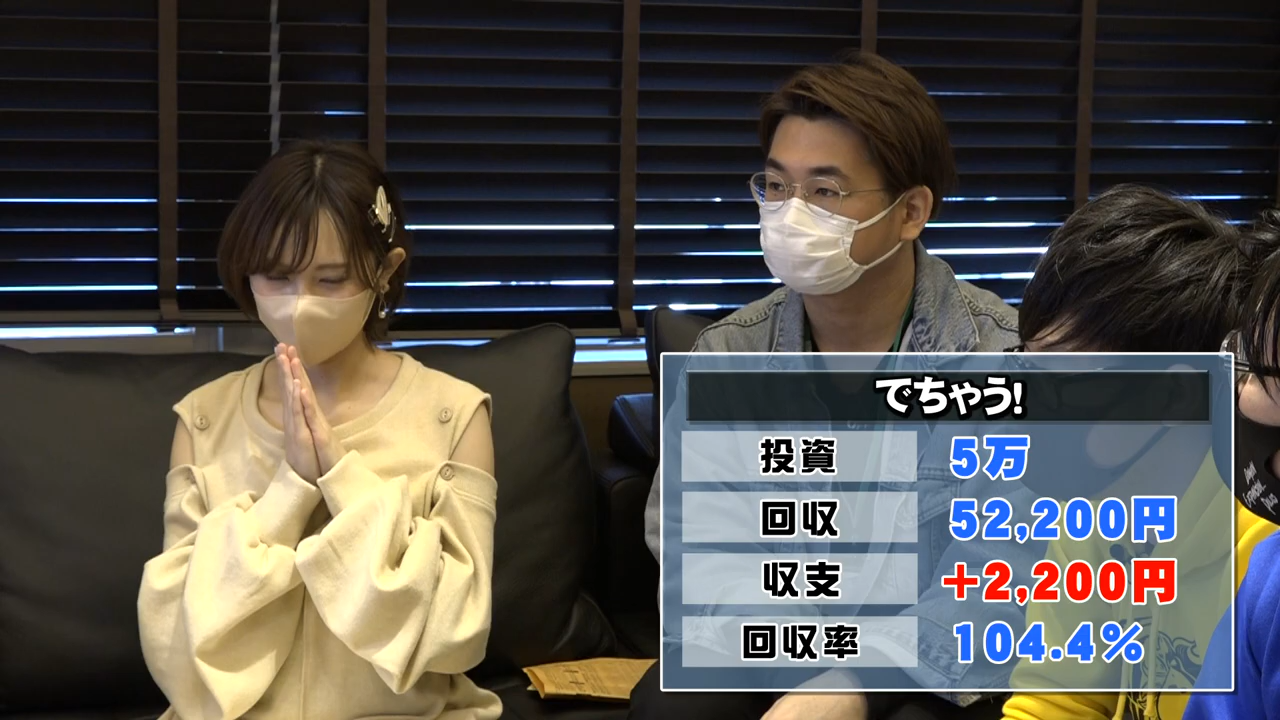 でちゃう!
投資 5万
回収 52,200円
収支 +2,200円
回収率 104.4%